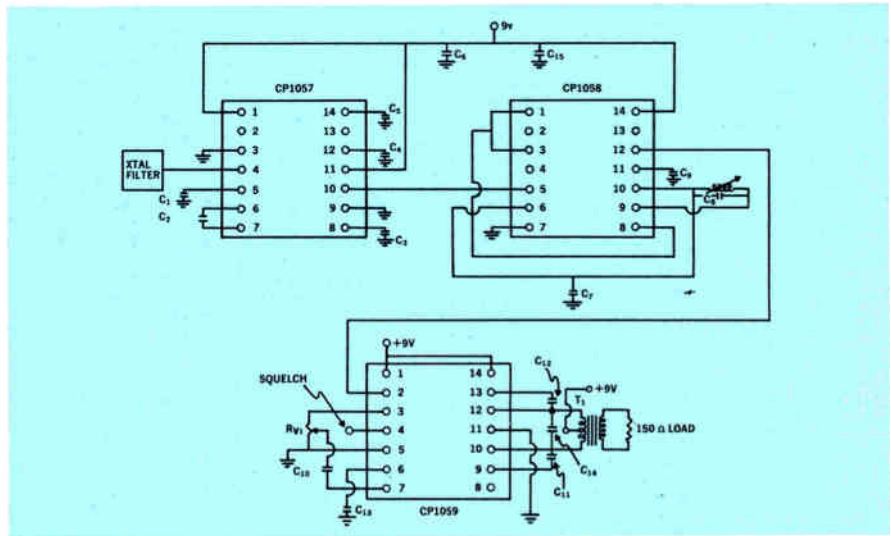 9v
C6
C15
CP1057
CP1058
1 14 C5
2 13
3 12 C4
XTAL
FILTER
4 11
5 10
C1
6 9
C2
7 8 C3
1 14
2 13
3 12
4 11 C9
5 10
6 9
C8
7 8
C7
+9V
C12
SQUELCH
1 14
2 13
+9V
T1
3 12
RV1
4 11
150 Ω LOAD
5 10
C10
6 9
C14
7 8
C11
C13
CP1059